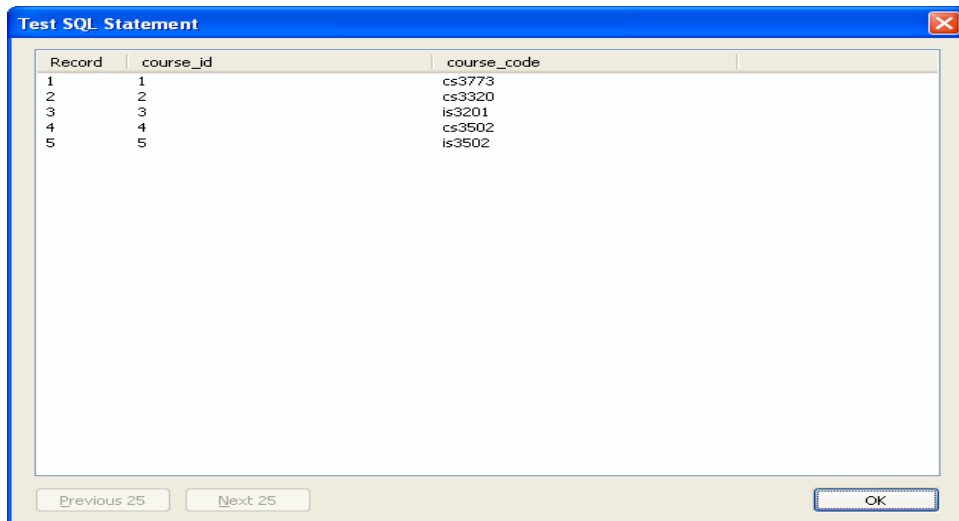 Test SQL Statement
Record course_id course_code
1 1 cs3773
2 2 cs3320
3 3 is3201
4 4 cs3502
5 5 is3502
Previous 25 Next 25 OK